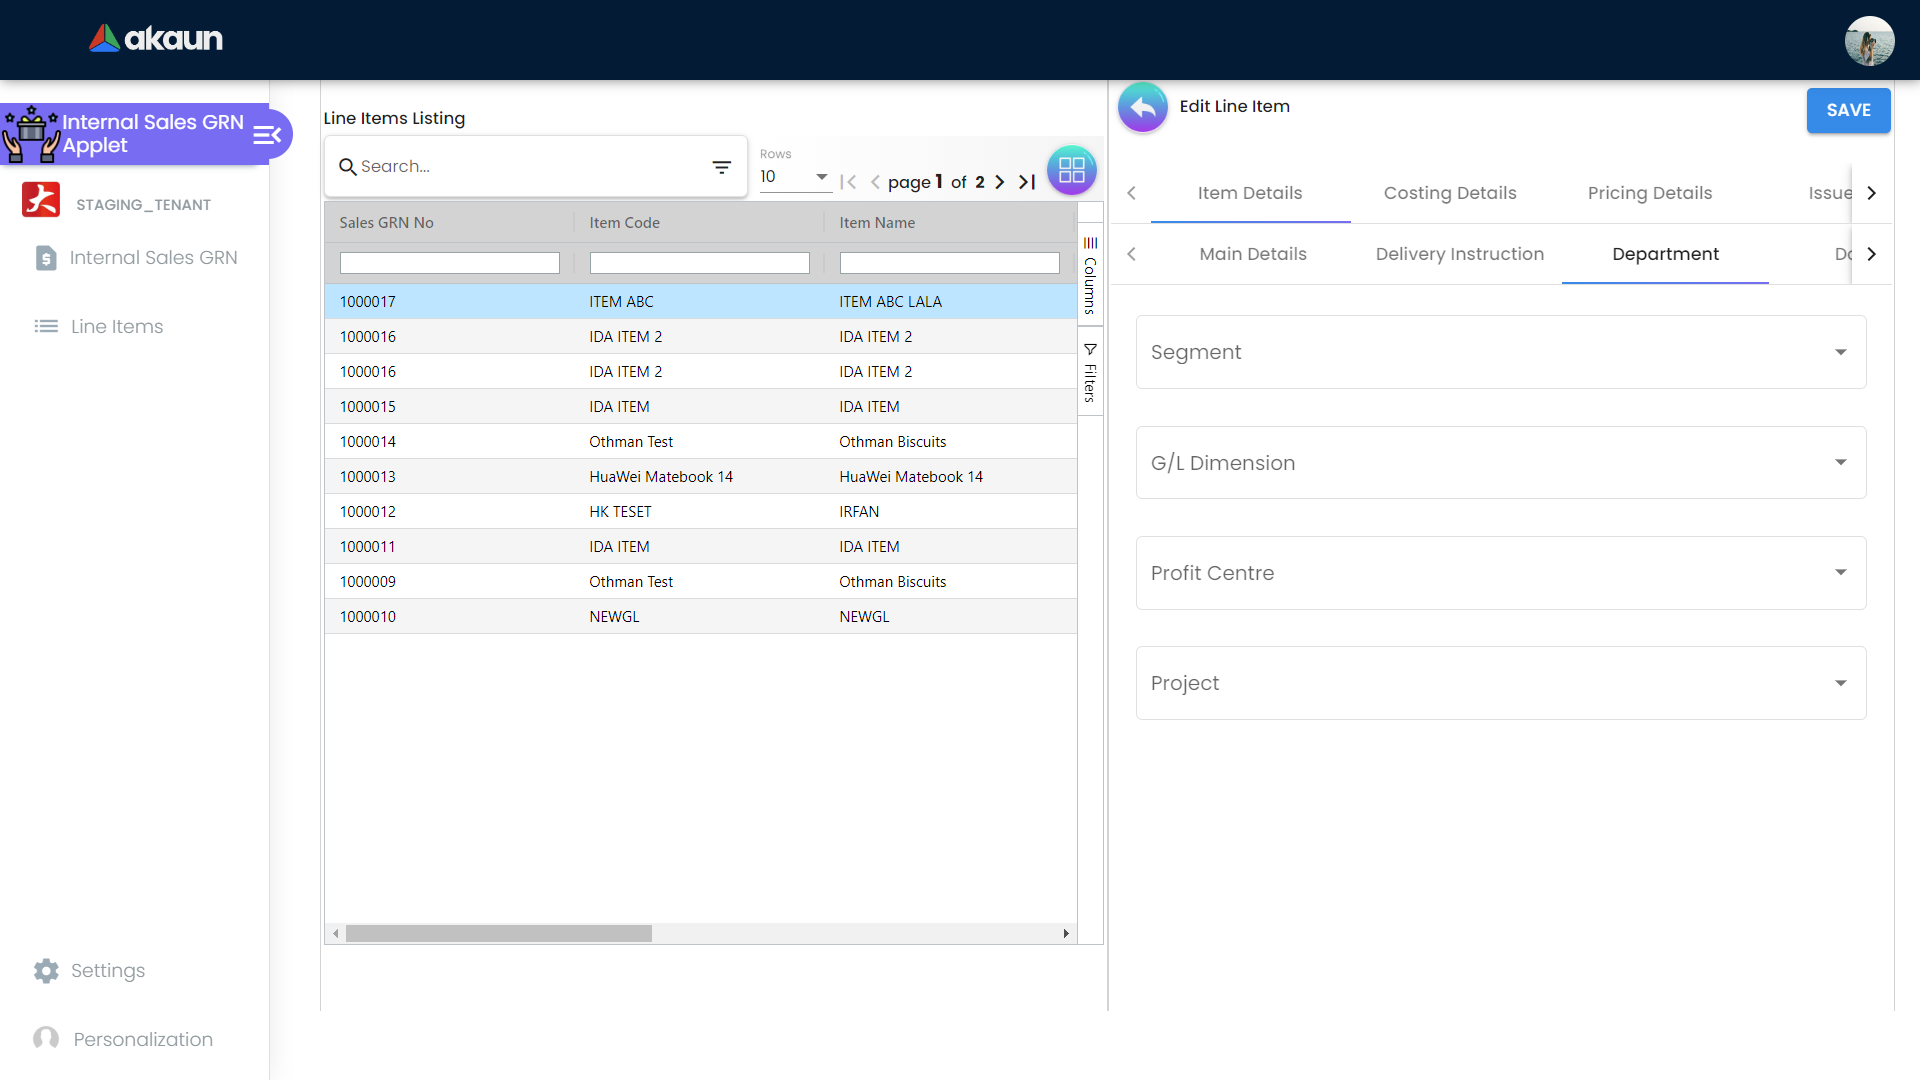 akaun
Internal Sales GRN
Applet
STAGING_TENANT
Internal Sales GRN
Line Items
Settings
Personalization
Line Items Listing
Search...
Rows
10
page 1 of 2
Sales GRN No Item Code Item Name
1000017 ITEM ABC ITEM ABC LALA
1000016 IDA ITEM 2 IDA ITEM 2
1000016 IDA ITEM 2 IDA ITEM 2
1000015 IDA ITEM IDA ITEM
1000014 Othman Test Othman Biscuits
1000013 HuaWei Matebook 14 HuaWei Matebook 14
1000012 HK TESET IRFAN
1000011 IDA ITEM IDA ITEM
1000009 Othman Test Othman Biscuits
1000010 NEWGL NEWGL
Columns
Filters
Edit Line Item
SAVE
Item Details Costing Details Pricing Details Issue
Main Details Delivery Instruction Department
Segment
G/L Dimension
Profit Centre
Project